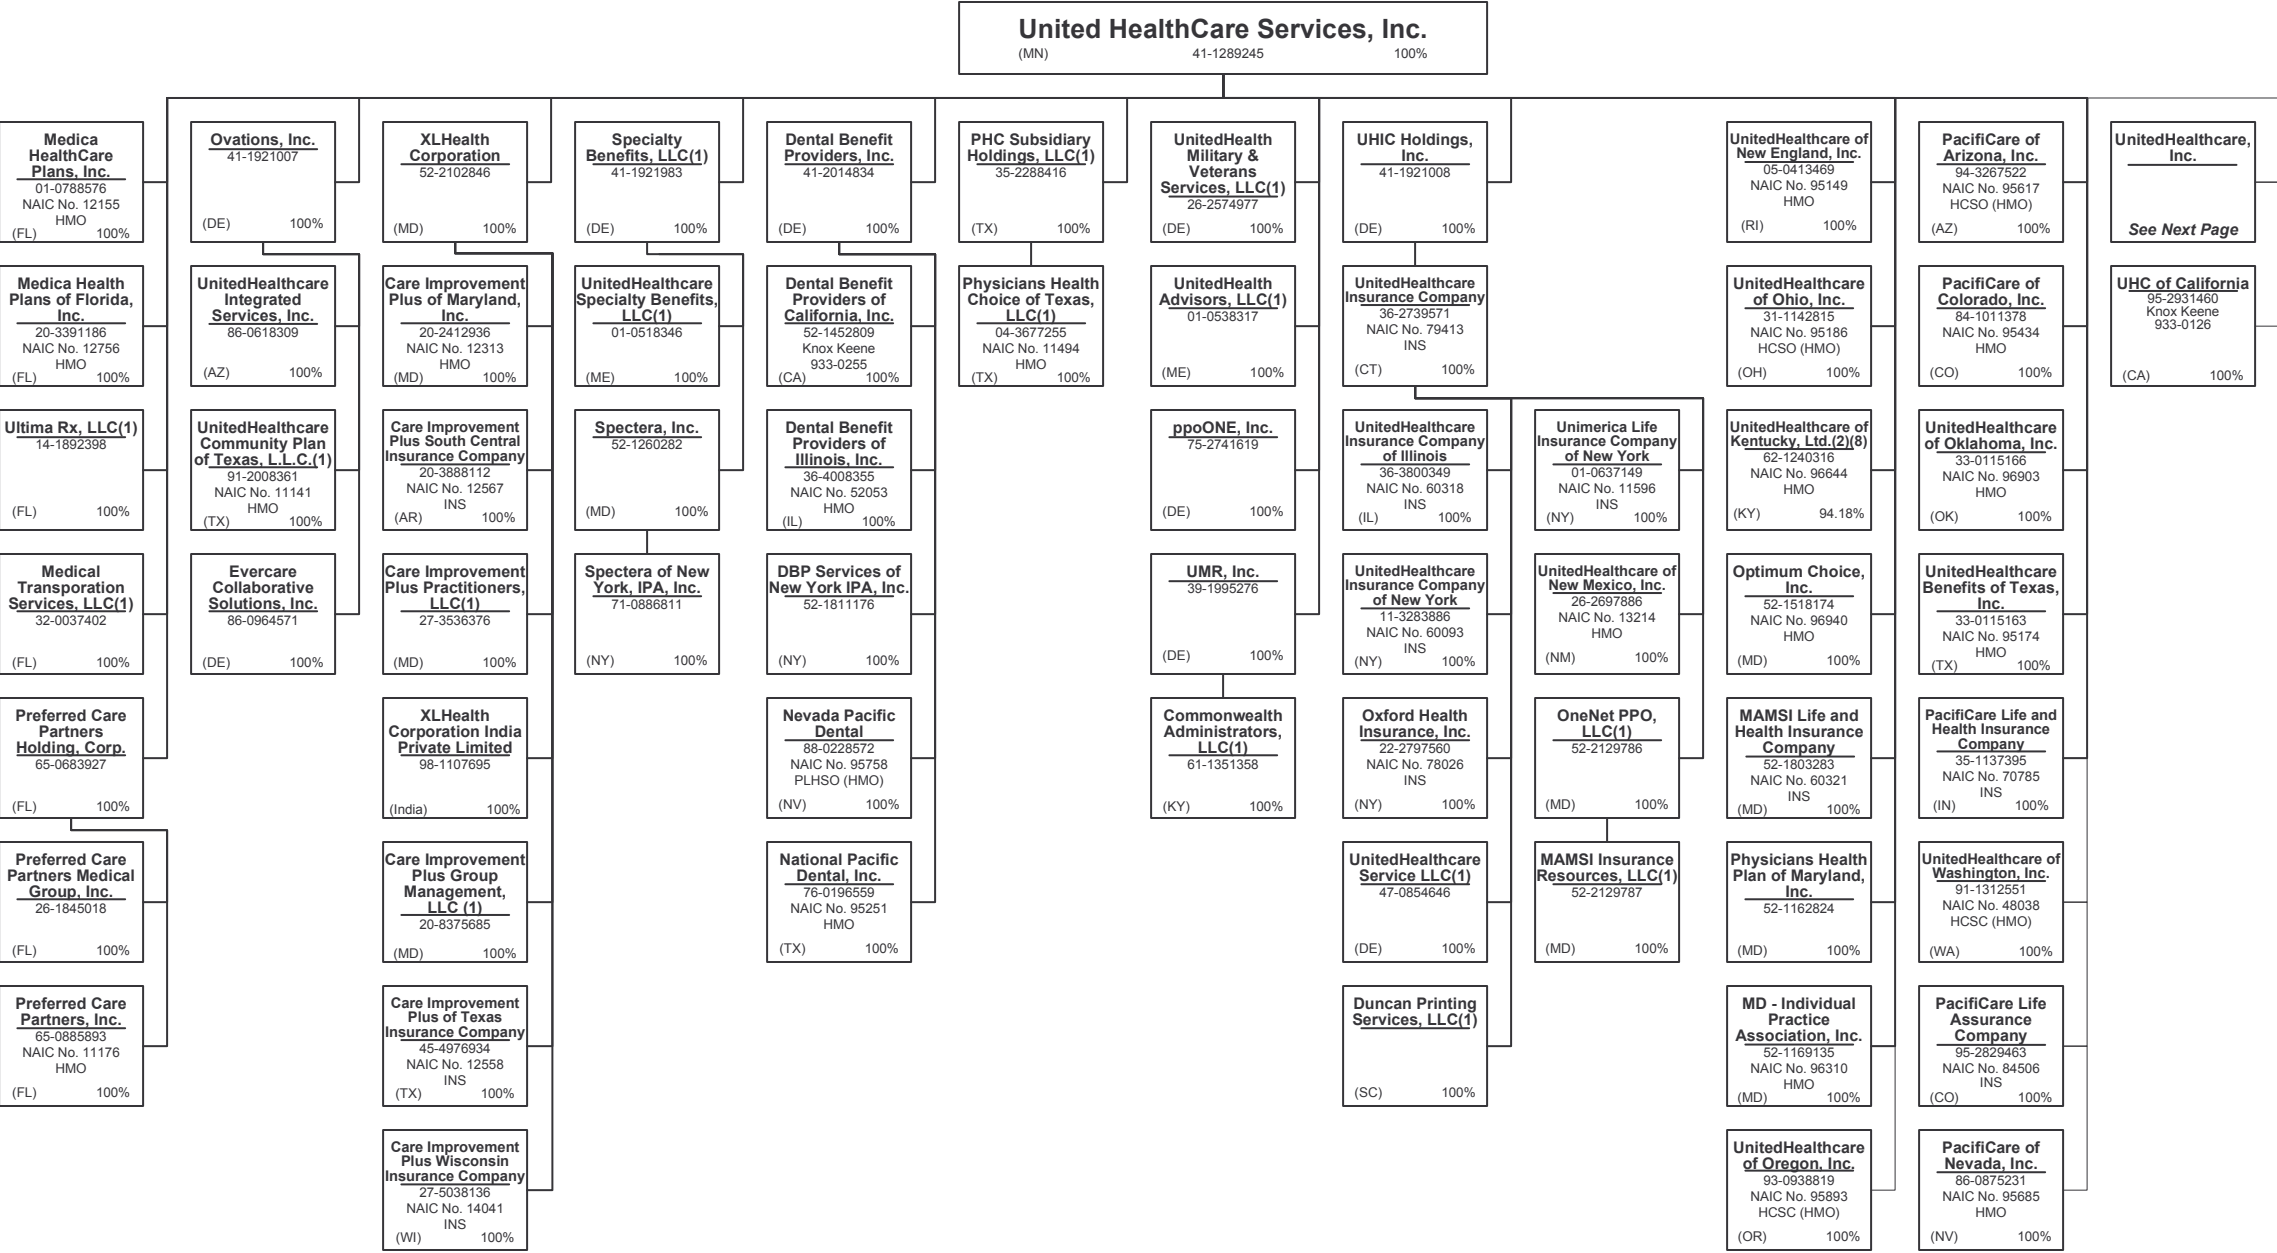 United HealthCare Services, Inc.
(MN) 41-1289245 100%
Medica
HealthCare
Plans, Inc.
01-0788576
NAIC No. 12155
HMO
(FL) 100%
Medica Health
Plans of Florida,
Inc.
20-3391186
NAIC No. 12756
HMO
(FL) 100%
Ultima Rx, LLC(1)
14-1892398
(FL) 100%
Medical
Transporation
Services, LLC(1)
32-0037402
(FL) 100%
Preferred Care
Partners
Holding, Corp.
65-0683927
(FL) 100%
Preferred Care
Partners Medical
Group, Inc.
26-1845018
(FL) 100%
Preferred Care
Partners, Inc.
65-0885893
NAIC No. 11176
HMO
(FL) 100%
Ovations, Inc.
41-1921007
(DE) 100%
UnitedHealthcare
Integrated
Services, Inc.
86-0618309
(AZ) 100%
UnitedHealthcare
Community Plan
of Texas, L.L.C.(1)
91-2008361
NAIC No. 11141
HMO
(TX) 100%
Evercare
Collaborative
Solutions, Inc.
86-0964571
(DE) 100%
XLHealth
Corporation
52-2102846
(MD) 100%
Care Improvement
Plus of Maryland,
Inc.
20-2412936
NAIC No. 12313
HMO
(MD) 100%
Care Improvement
Plus South Central
Insurance Company
20-3888112
NAIC No. 12567
INS
(AR) 100%
Care Improvement
Plus Practitioners,
LLC(1)
27-3536376
(MD) 100%
XLHealth
Corporation India
Private Limited
98-1107695
(India) 100%
Care Improvement
Plus Group
Management,
LLC (1)
20-8375685
(MD) 100%
Care Improvement
Plus of Texas
Insurance Company
45-4976934
NAIC No. 12558
INS
(TX) 100%
Care Improvement
Plus Wisconsin
Insurance Company
27-5038136
NAIC No. 14041
INS
(WI) 100%
Specialty
Benefits, LLC(1)
41-1921983
(DE) 100%
UnitedHealthcare
Specialty Benefits,
LLC(1)
01-0518346
(ME) 100%
Spectera, Inc.
52-1260282
(MD) 100%
Spectera of New
York, IPA, Inc.
71-0886811
(NY) 100%
Dental Benefit
Providers, Inc.
41-2014834
(DE) 100%
Dental Benefit
Providers of
California, Inc.
52-1452809
Knox Keene
933-0255
(CA) 100%
Dental Benefit
Providers of
Illinois, Inc.
36-4008355
NAIC No. 52053
HMO
(IL) 100%
DBP Services of
New York IPA, Inc.
52-1811176
(NY) 100%
Nevada Pacific
Dental
88-0228572
NAIC No. 95758
PLHSO (HMO)
(NV) 100%
National Pacific
Dental, Inc.
76-0196559
NAIC No. 95251
HMO
(TX) 100%
PHC Subsidiary
Holdings, LLC(1)
35-2288416
(TX) 100%
Physicians Health
Choice of Texas,
LLC(1)
04-3677255
NAIC No. 11494
HMO
(TX) 100%
UnitedHealth
Military &
Veterans
Services, LLC(1)
26-2574977
(DE) 100%
UnitedHealth
Advisors, LLC(1)
01-0538317
(ME) 100%
ppoONE, Inc.
75-2741619
(DE) 100%
UMR, Inc.
39-1995276
(DE) 100%
Commonwealth
Administrators,
LLC(1)
61-1351358
(KY) 100%
UHIC Holdings,
Inc.
41-1921008
(DE) 100%
UnitedHealthcare
Insurance Company
36-2739571
NAIC No. 79413
INS
(CT) 100%
UnitedHealthcare
Insurance Company
of Illinois
36-3800349
NAIC No. 60318
INS
(IL) 100%
UnitedHealthcare
Insurance Company
of New York
11-3283886
NAIC No. 60093
INS
(NY) 100%
Oxford Health
Insurance, Inc.
22-2797560
NAIC No. 78026
INS
(NY) 100%
UnitedHealthcare
Service LLC(1)
47-0854646
(DE) 100%
Duncan Printing
Services, LLC(1)
(SC) 100%
Unimerica Life
Insurance Company
of New York
01-0637149
NAIC No. 11596
INS
(NY) 100%
UnitedHealthcare of
New Mexico, Inc.
26-2697886
NAIC No. 13214
HMO
(NM) 100%
OneNet PPO,
LLC(1)
52-2129786
(MD) 100%
MAMSI Insurance
Resources, LLC(1)
52-2129787
(MD) 100%
UnitedHealthcare of
New England, Inc.
05-0413469
NAIC No. 95149
HMO
(RI) 100%
UnitedHealthcare
of Ohio, Inc.
31-1142815
NAIC No. 95186
HCSO (HMO)
(OH) 100%
UnitedHealthcare of
Kentucky, Ltd.(2)(8)
62-1240316
NAIC No. 96644
HMO
(KY) 94.18%
Optimum Choice,
Inc.
52-1518174
NAIC No. 96940
HMO
(MD) 100%
MAMSI Life and
Health Insurance
Company
52-1803283
NAIC No. 60321
INS
(MD) 100%
Physicians Health
Plan of Maryland,
Inc.
52-1162824
(MD) 100%
MD - Individual
Practice
Association, Inc.
52-1169135
NAIC No. 96310
HMO
(MD) 100%
UnitedHealthcare
of Oregon, Inc.
93-0938819
NAIC No. 95893
HCSC (HMO)
(OR) 100%
PacifiCare of
Arizona, Inc.
94-3267522
NAIC No. 95617
HCSO (HMO)
(AZ) 100%
PacifiCare of
Colorado, Inc.
84-1011378
NAIC No. 95434
HMO
(CO) 100%
UnitedHealthcare
of Oklahoma, Inc.
33-0115166
NAIC No. 96903
HMO
(OK) 100%
UnitedHealthcare
Benefits of Texas,
Inc.
33-0115163
NAIC No. 95174
HMO
(TX) 100%
PacifiCare Life and
Health Insurance
Company
35-1137395
NAIC No. 70785
INS
(IN) 100%
UnitedHealthcare of
Washington, Inc.
91-1312551
NAIC No. 48038
HCSC (HMO)
(WA) 100%
PacifiCare Life
Assurance
Company
95-2829463
NAIC No. 84506
INS
(CO) 100%
PacifiCare of
Nevada, Inc.
86-0875231
NAIC No. 95685
HMO
(NV) 100%
UnitedHealthcare,
Inc.
See Next Page
UHC of California
95-2931460
Knox Keene
933-0126
(CA) 100%